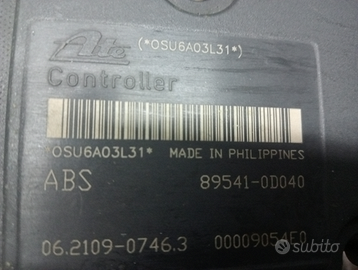 Ate (*OSU6A03L31*)
Controller
*OSU6A03L31* MADE IN PHILIPPINES
ABS 89541-0D040
06.2109-0746.3 00009054E0
subito